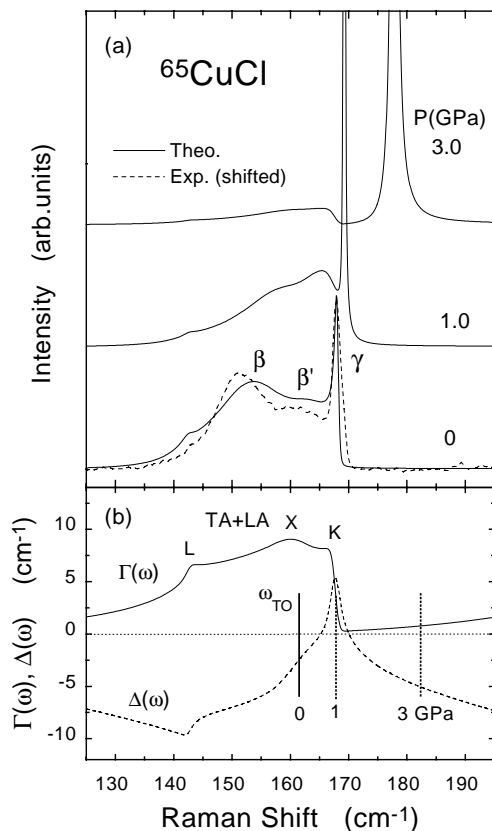 (a)
⁶⁵CuCl
P(GPa)
3.0
Theo.
Exp. (shifted)
1.0
β
β'
γ
0
Intensity (arb.units)
(b)
10
5
0
-5
-10
TA+LA
L
X
K
Γ(ω)
ω_TO
Δ(ω)
0
1
3 GPa
Γ(ω), Δ(ω) (cm⁻¹)
130 140 150 160 170 180 190
Raman Shift (cm⁻¹)